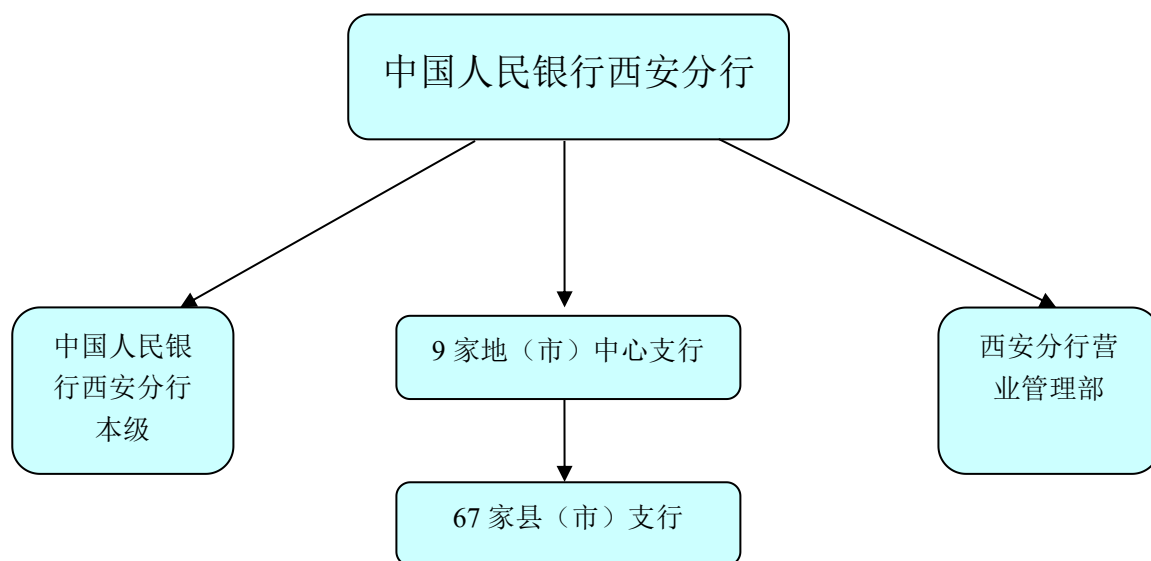 中国人民银行西安分行
中国人民银
行西安分行
本级
9 家地（市）中心支行
西安分行营
业管理部
67 家县（市）支行